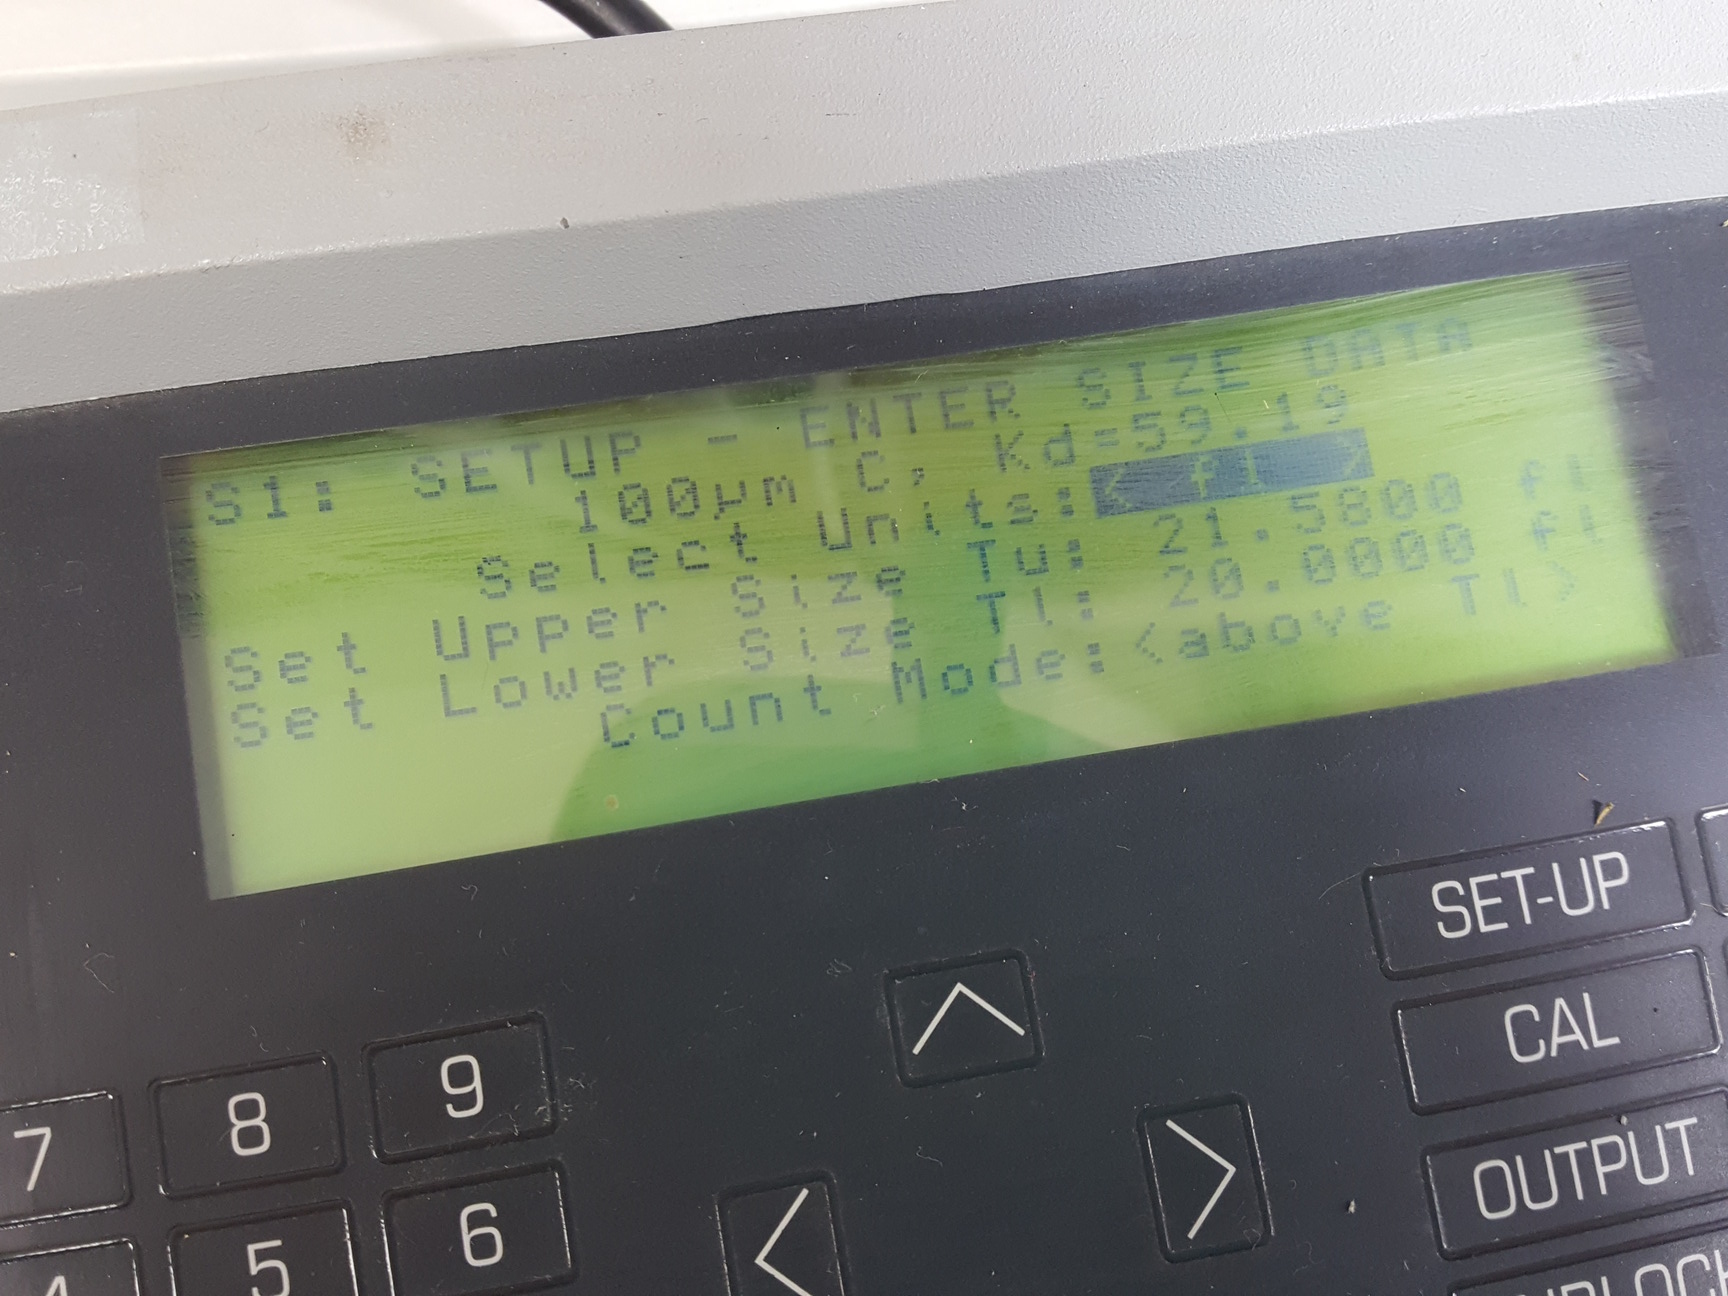 S1: SETUP - ENTER SIZE DATA
100µm C, Kd=59.19
Select Units:< fl >
Set Upper Size Tu: 21.5800 fl
Set Lower Size Tl: 20.0000 fl
Count Mode:<above Tl>
SET-UP
CAL
OUTPUT
7 8 9
5 6
< ^ >